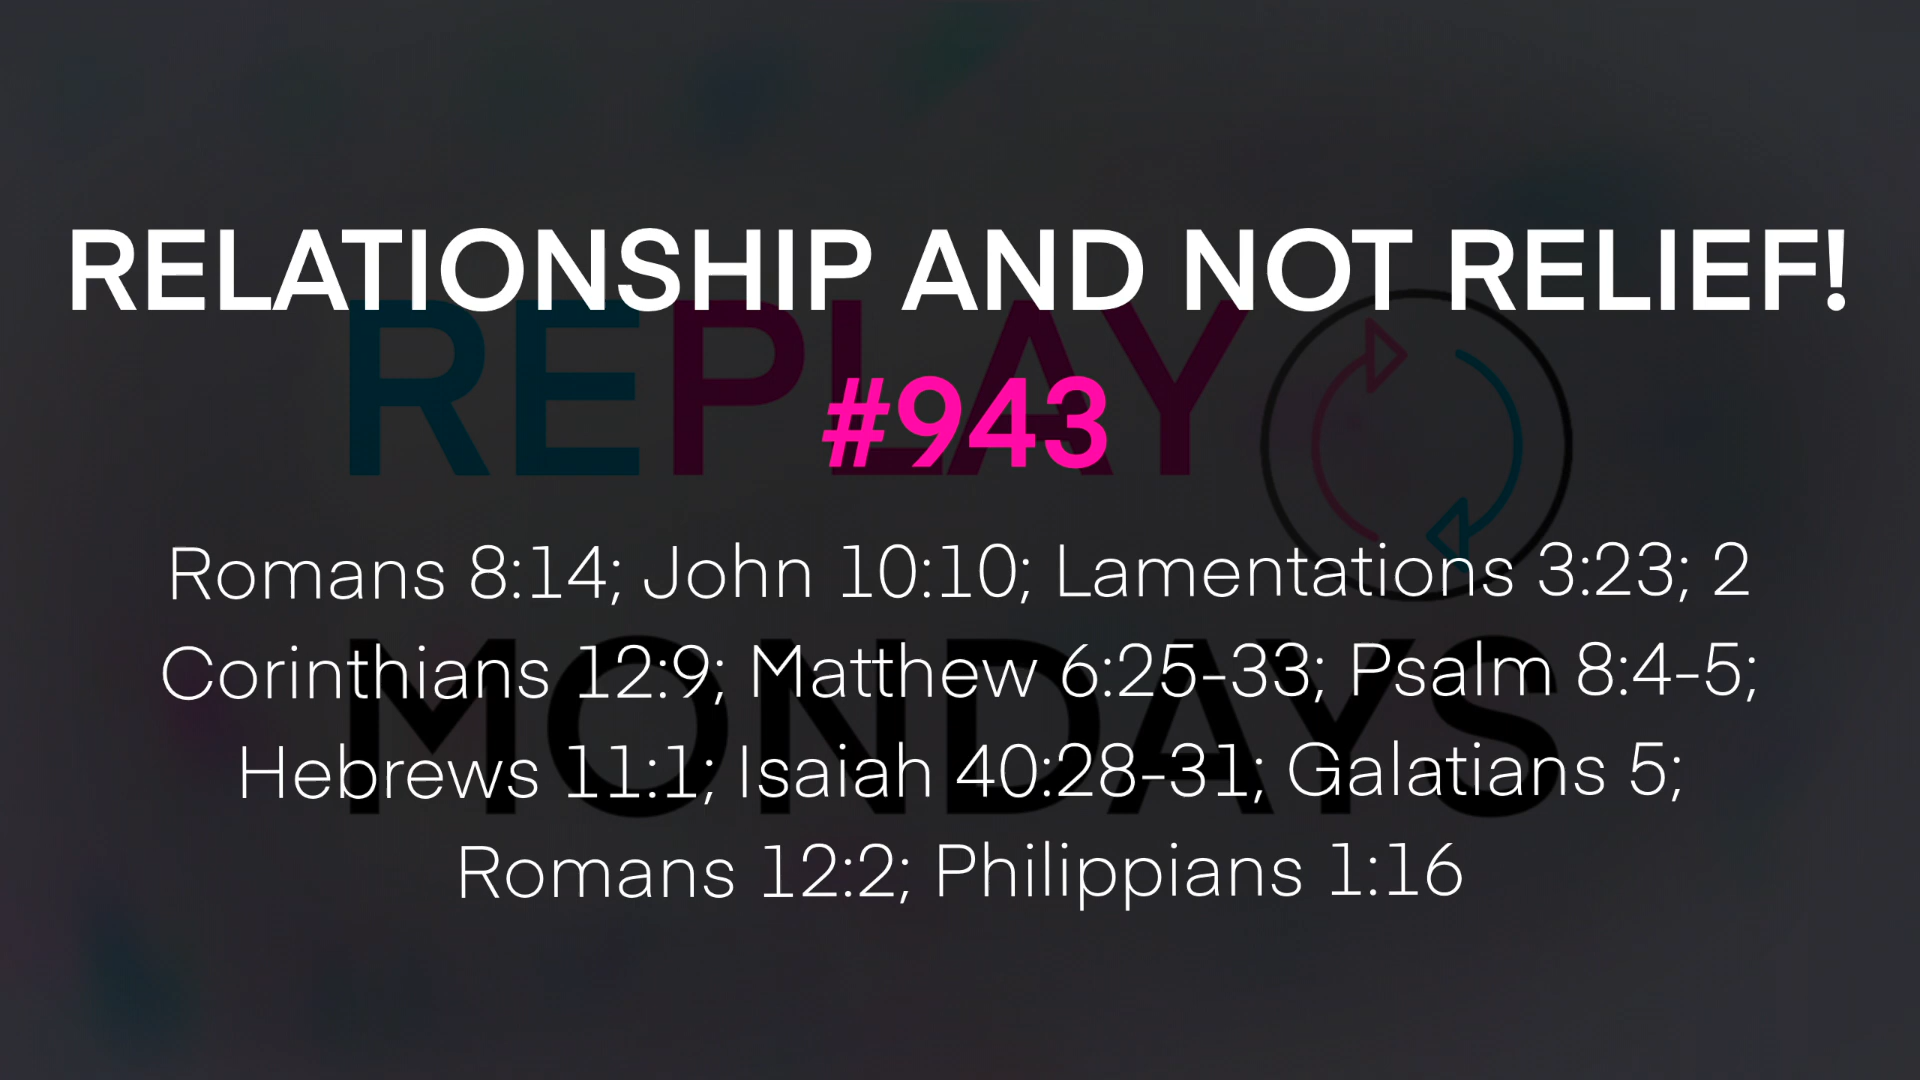 RELATIONSHIP AND NOT RELIEF!
REPLAY
#943
Romans 8:14; John 10:10; Lamentations 3:23; 2
Corinthians 12:9; Matthew 6:25-33; Psalm 8:4-5;
MONDAYS
Hebrews 11:1; Isaiah 40:28-31; Galatians 5;
Romans 12:2; Philippians 1:16